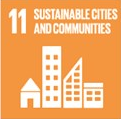 11 SUSTAINABLE CITIES
AND COMMUNITIES